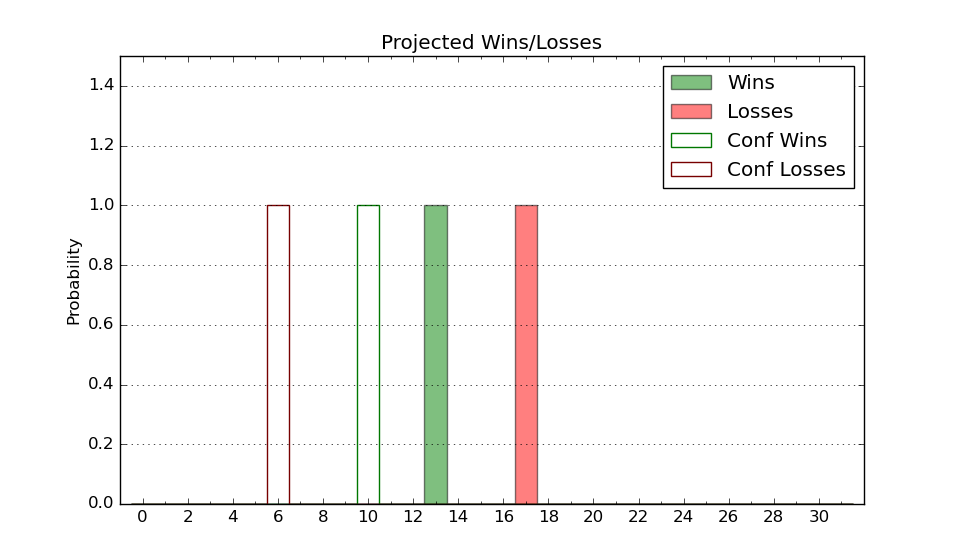 Projected Wins/Losses
Wins
Losses
Conf Wins
Conf Losses
Probability
1.4
1.2
1.0
0.8
0.6
0.4
0.2
0.0
0 2 4 6 8 10 12 14 16 18 20 22 24 26 28 30